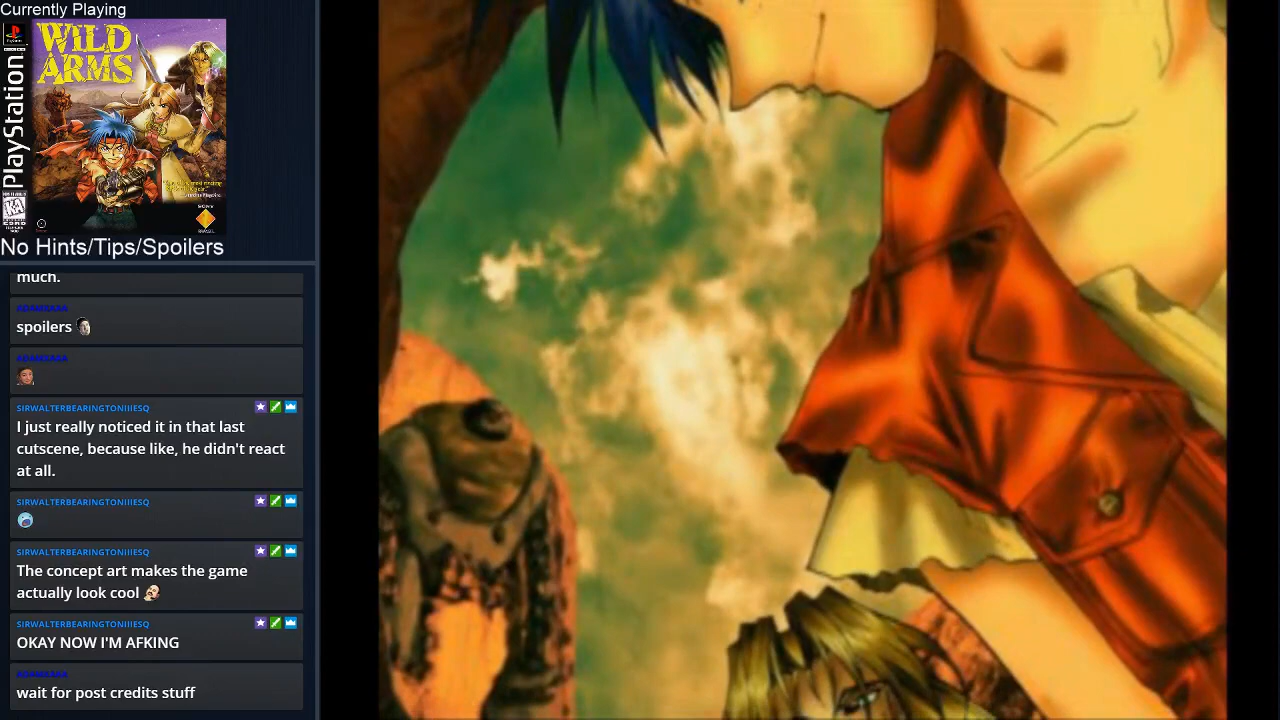 Currently Playing
WILD
ARMS
PlayStation
SONY
No Hints/Tips/Spoilers
much.
spoilers
SIRWALTERBEARINGTONIIIESQ
I just really noticed it in that last
cutscene, because like, he didn't react
at all.
SIRWALTERBEARINGTONIIIESQ
SIRWALTERBEARINGTONIIIESQ
The concept art makes the game
actually look cool
SIRWALTERBEARINGTONIIIESQ
OKAY NOW I'M AFKING
wait for post credits stuff